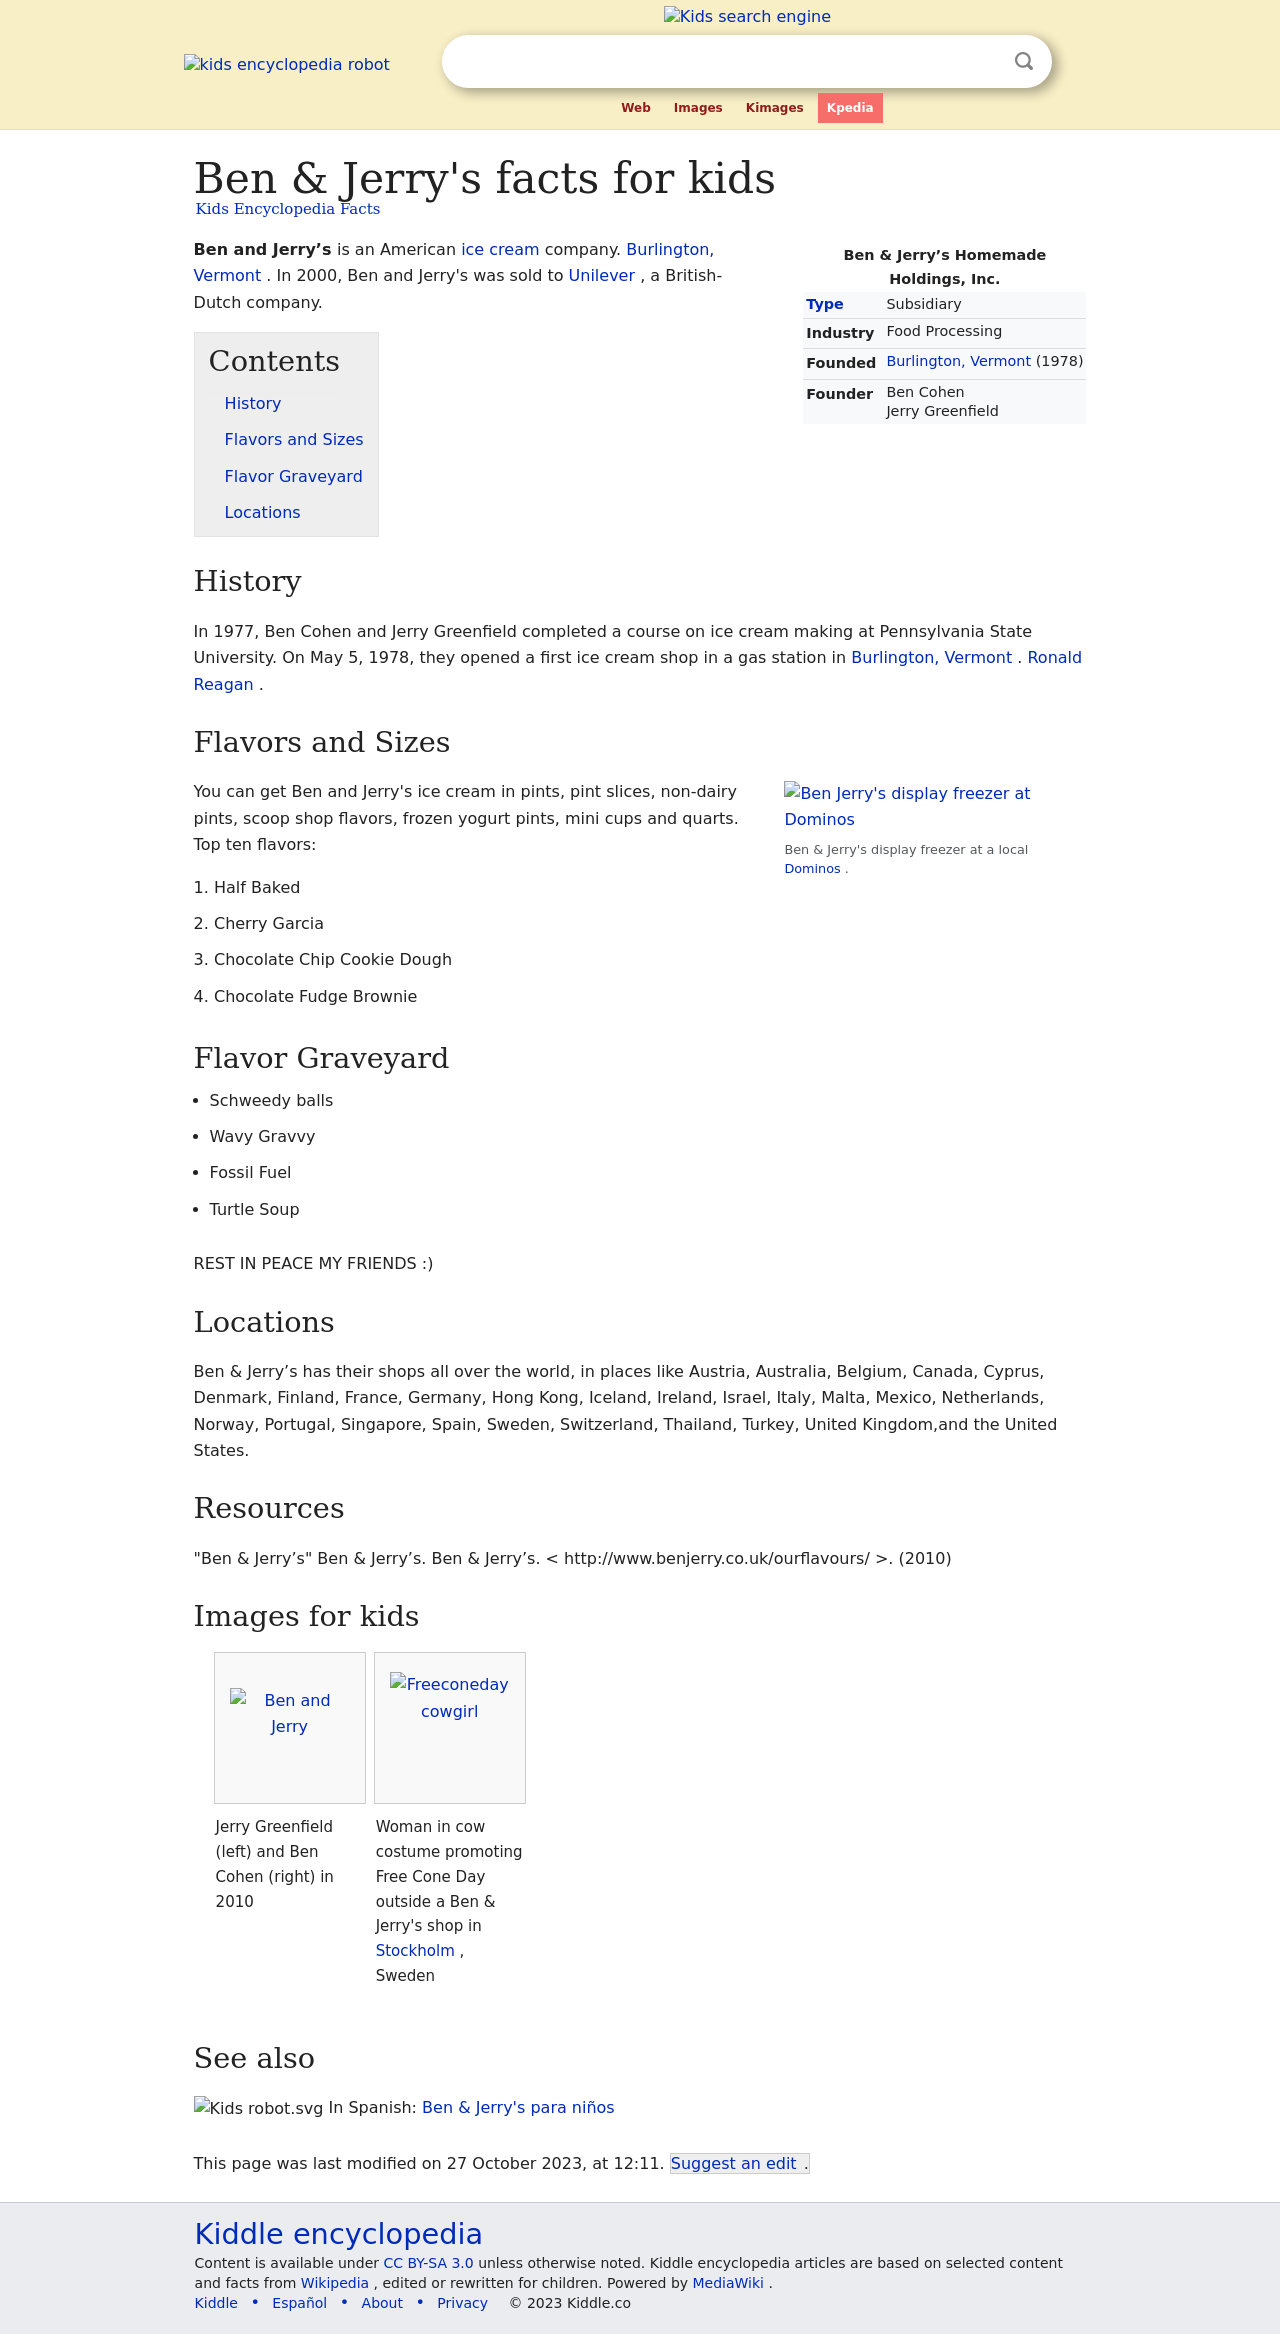 Kids search engine
kids encyclopedia robot
Web Images Kimages Kpedia
Ben & Jerry's facts for kids
Kids Encyclopedia Facts
Ben and Jerry’s is an American ice cream company. Burlington,
Vermont . In 2000, Ben and Jerry's was sold to Unilever , a British-
Dutch company.
Ben & Jerry’s Homemade
Holdings, Inc.
Type Subsidiary
Industry Food Processing
Founded Burlington, Vermont (1978)
Founder Ben Cohen
Jerry Greenfield
Contents
History
Flavors and Sizes
Flavor Graveyard
Locations
History
In 1977, Ben Cohen and Jerry Greenfield completed a course on ice cream making at Pennsylvania State
University. On May 5, 1978, they opened a first ice cream shop in a gas station in Burlington, Vermont . Ronald
Reagan .
Flavors and Sizes
You can get Ben and Jerry's ice cream in pints, pint slices, non-dairy
pints, scoop shop flavors, frozen yogurt pints, mini cups and quarts.
Top ten flavors:
Ben Jerry's display freezer at
Dominos
Ben & Jerry's display freezer at a local
Dominos .
1. Half Baked
2. Cherry Garcia
3. Chocolate Chip Cookie Dough
4. Chocolate Fudge Brownie
Flavor Graveyard
• Schweedy balls
• Wavy Gravvy
• Fossil Fuel
• Turtle Soup
REST IN PEACE MY FRIENDS :)
Locations
Ben & Jerry’s has their shops all over the world, in places like Austria, Australia, Belgium, Canada, Cyprus,
Denmark, Finland, France, Germany, Hong Kong, Iceland, Ireland, Israel, Italy, Malta, Mexico, Netherlands,
Norway, Portugal, Singapore, Spain, Sweden, Switzerland, Thailand, Turkey, United Kingdom,and the United
States.
Resources
"Ben & Jerry’s" Ben & Jerry’s. Ben & Jerry’s. < http://www.benjerry.co.uk/ourflavours/ >. (2010)
Images for kids
Ben and
Jerry
Jerry Greenfield
(left) and Ben
Cohen (right) in
2010
Freeconeday
cowgirl
Woman in cow
costume promoting
Free Cone Day
outside a Ben &
Jerry's shop in
Stockholm ,
Sweden
See also
Kids robot.svg In Spanish: Ben & Jerry's para niños
This page was last modified on 27 October 2023, at 12:11. Suggest an edit .
Kiddle encyclopedia
Content is available under CC BY-SA 3.0 unless otherwise noted. Kiddle encyclopedia articles are based on selected content
and facts from Wikipedia , edited or rewritten for children. Powered by MediaWiki .
Kiddle • Español • About • Privacy © 2023 Kiddle.co